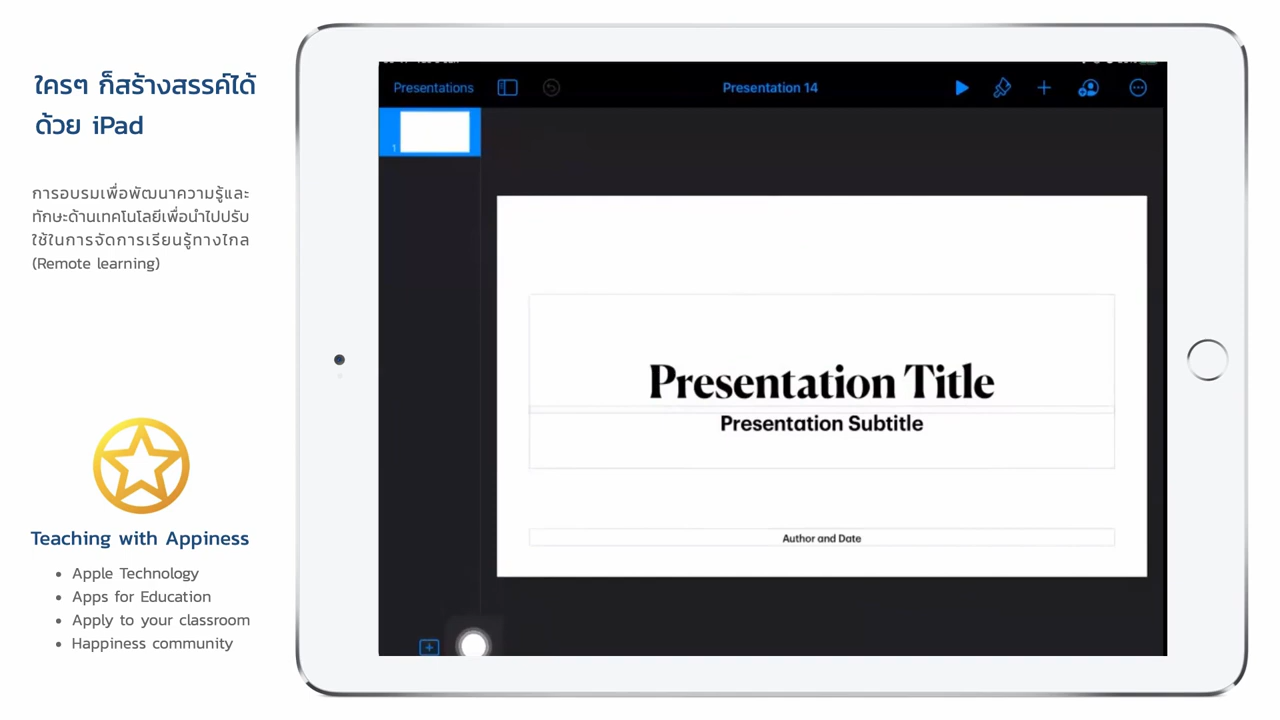 ใครๆ ก็สร้างสรรค์ได้
ด้วย iPad
การอบรมเพื่อพัฒนาความรู้และ
ทักษะด้านเทคโนโลยีเพื่อนำไปปรับ
ใช้ในการจัดการเรียนรู้ทางไกล
(Remote learning)
Teaching with Appiness
• Apple Technology
• Apps for Education
• Apply to your classroom
• Happiness community
Presentations
Presentation 14
1
Presentation Title
Presentation Subtitle
Author and Date